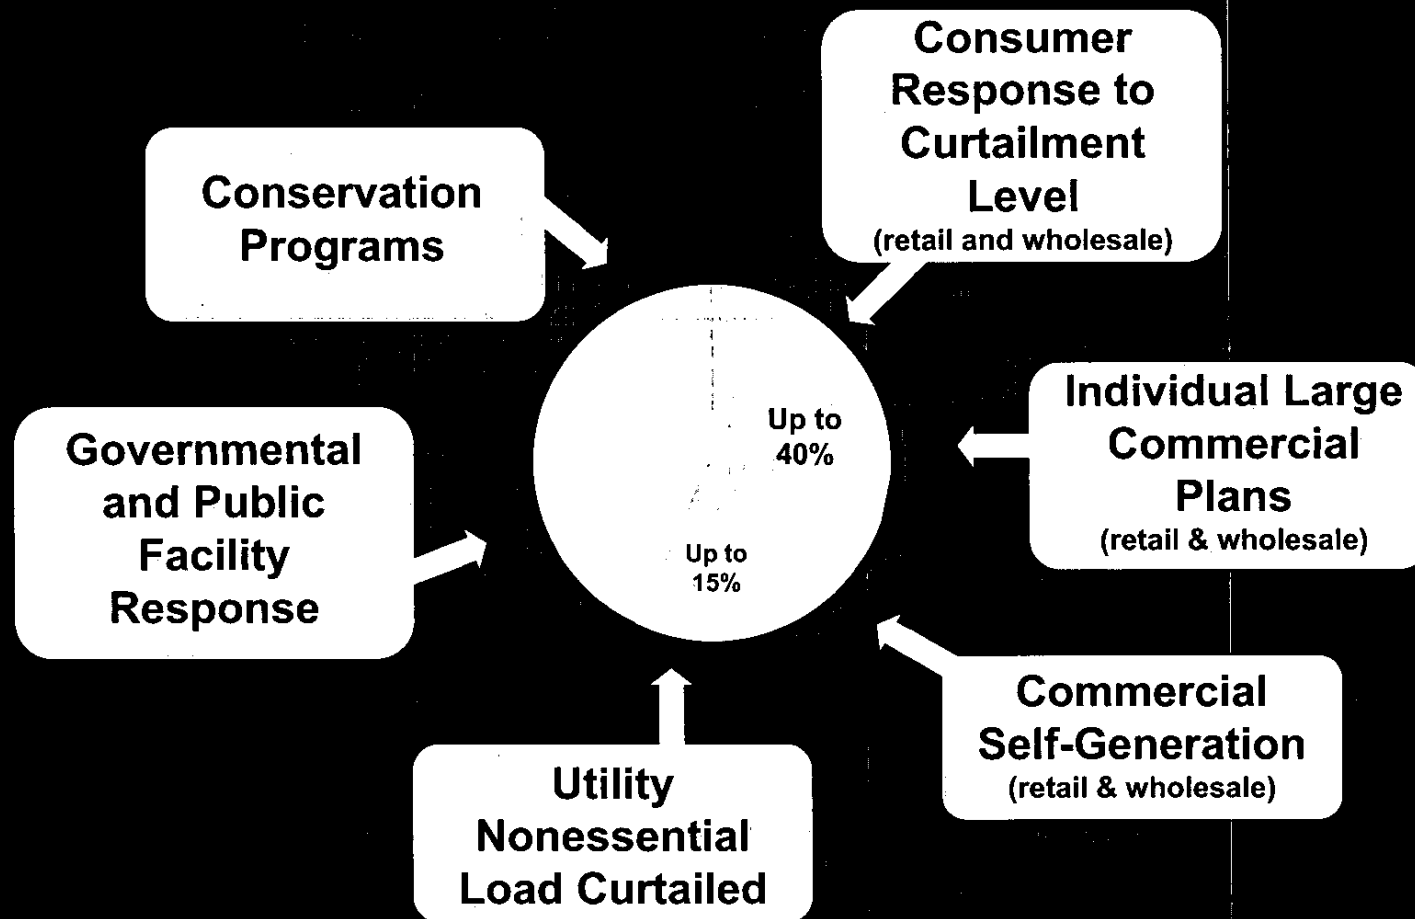 Consumer
Response to
Curtailment
Level
(retail and wholesale)
Conservation
Programs
Individual Large
Commercial
Plans
(retail & wholesale)
Governmental
and Public
Facility
Response
Up to
40%
Up to
15%
Commercial
Self-Generation
(retail & wholesale)
Utility
Nonessential
Load Curtailed